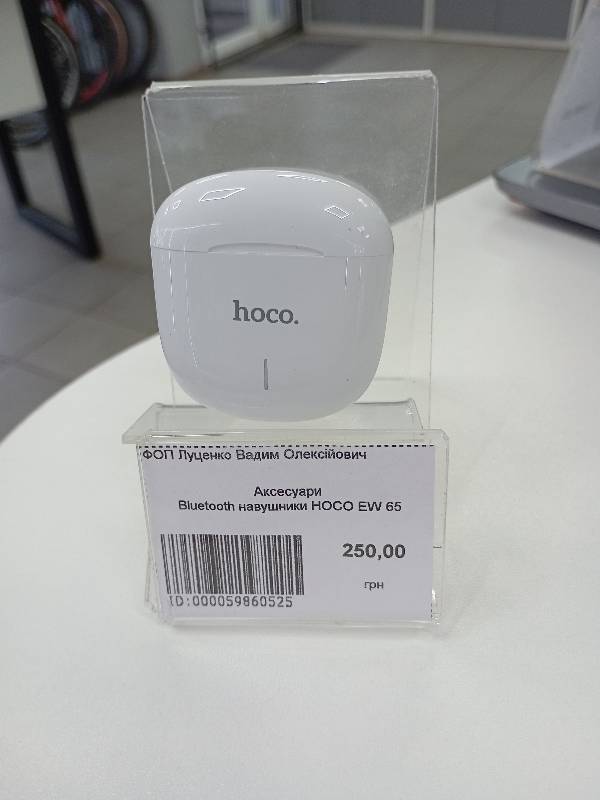 hoco.
ФОП Луценко Вадим Олексійович
Аксесуари
Bluetooth навушники HOCO EW 65
250,00
грн
ID:000059860525